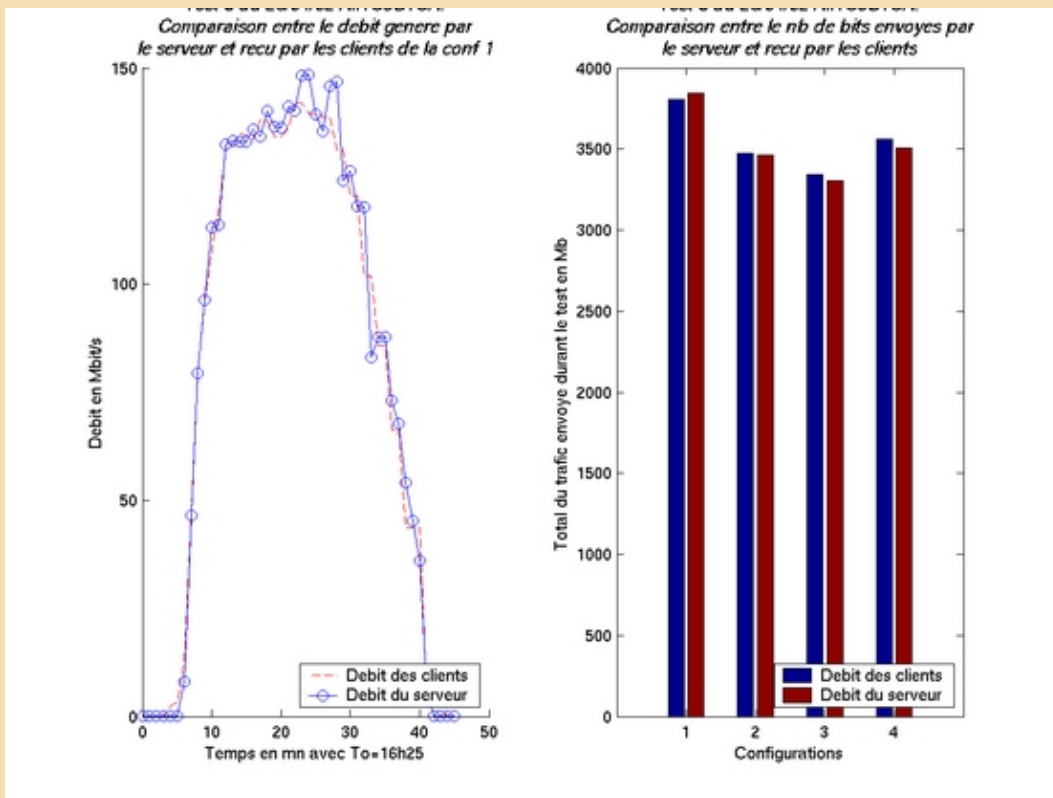 Comparaison entre le debit genere par
le serveur et recu par les clients de la conf 1
150
100
50
0
Debit en Mbit/s
0 10 20 30 40 50
Temps en mn avec To=16h25
Debit des clients
Debit du serveur
Comparaison entre le nb de bits envoyes par
le serveur et recu par les clients
4000
3500
3000
2500
2000
1500
1000
500
0
Total du trafic envoye durant le test en Mb
1 2 3 4
Configurations
Debit des clients
Debit du serveur